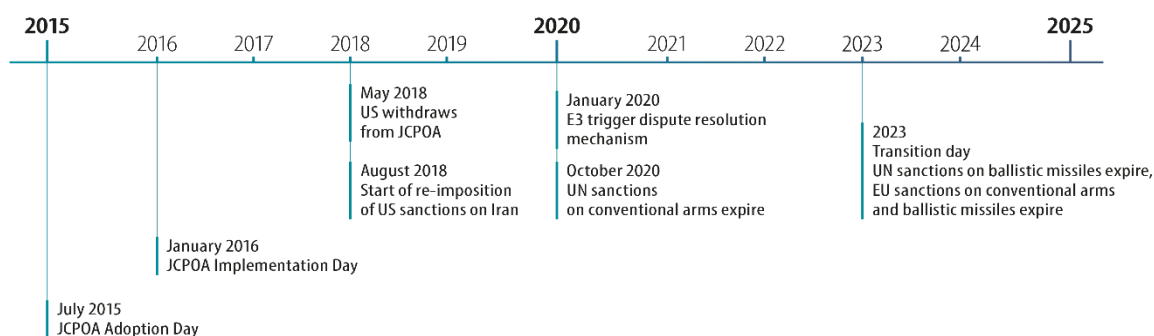 2015
2016
2017
2018
2019
2020
2021
2022
2023
2024
2025
May 2018
US withdraws
from JCPOA
August 2018
Start of re-imposition
of US sanctions on Iran
January 2020
E3 trigger dispute resolution
mechanism
October 2020
UN sanctions
on conventional arms expire
2023
Transition day
UN sanctions on ballistic missiles expire,
EU sanctions on conventional arms
and ballistic missiles expire
January 2016
JCPOA Implementation Day
July 2015
JCPOA Adoption Day